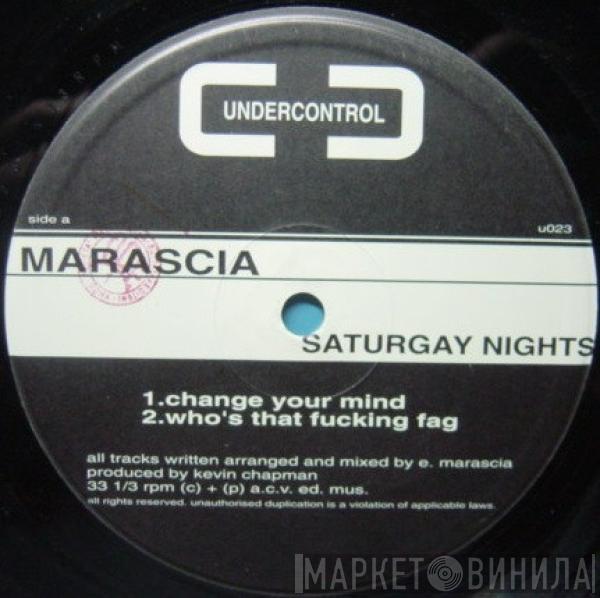 UNDERCONTROL
side a
u023
MARASCIA
SATURGAY NIGHTS
1.change your mind
2.who's that fucking fag
all tracks written arranged and mixed by e. marascia
produced by kevin chapman
33 1/3 rpm (c) + (p) a.c.v. ed. mus.
all rights reserved. unauthorised duplication is a violation of applicable laws.
МАРКЕТ ВИНИЛА